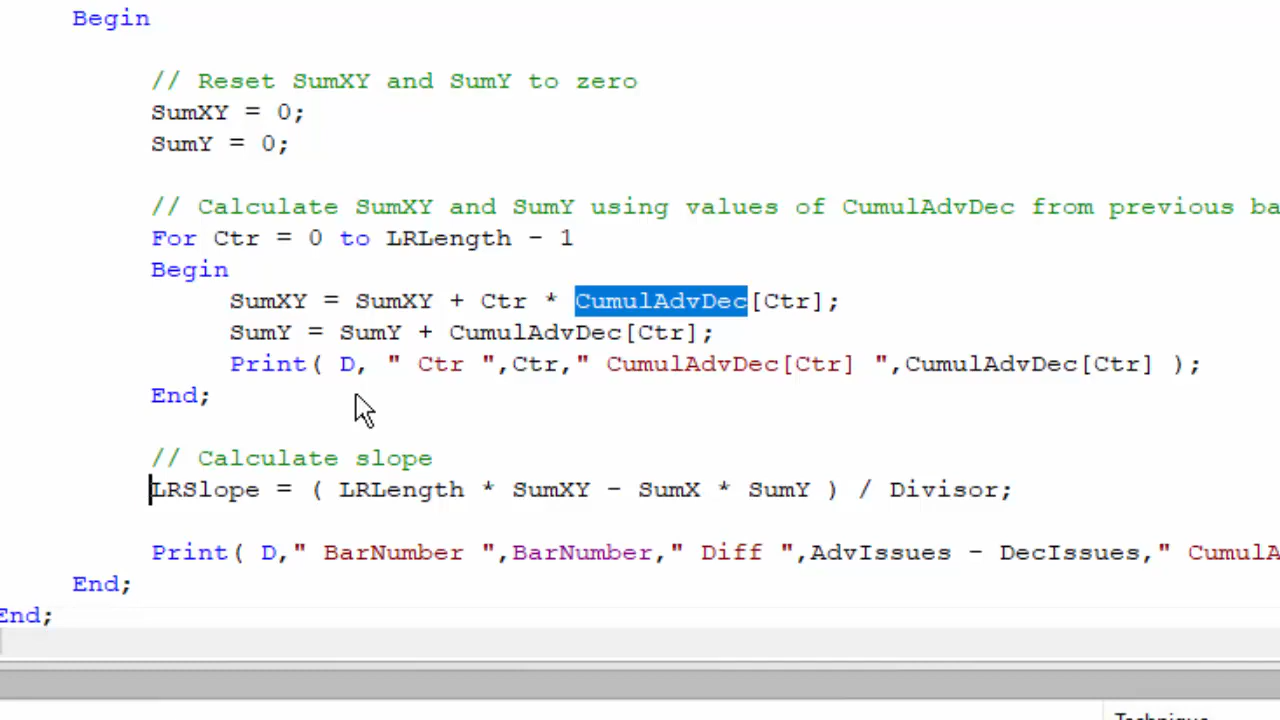 Begin
// Reset SumXY and SumY to zero
SumXY = 0;
SumY = 0;
// Calculate SumXY and SumY using values of CumulAdvDec from previous ba
For Ctr = 0 to LRLength - 1
Begin
SumXY = SumXY + Ctr * CumulAdvDec[Ctr];
SumY = SumY + CumulAdvDec[Ctr];
Print( D, " Ctr ",Ctr," CumulAdvDec[Ctr] ",CumulAdvDec[Ctr] );
End;
// Calculate slope
LRSlope = ( LRLength * SumXY - SumX * SumY ) / Divisor;
Print( D," BarNumber ",BarNumber," Diff ",AdvIssues - DecIssues," CumulA
End;
End;
Technique